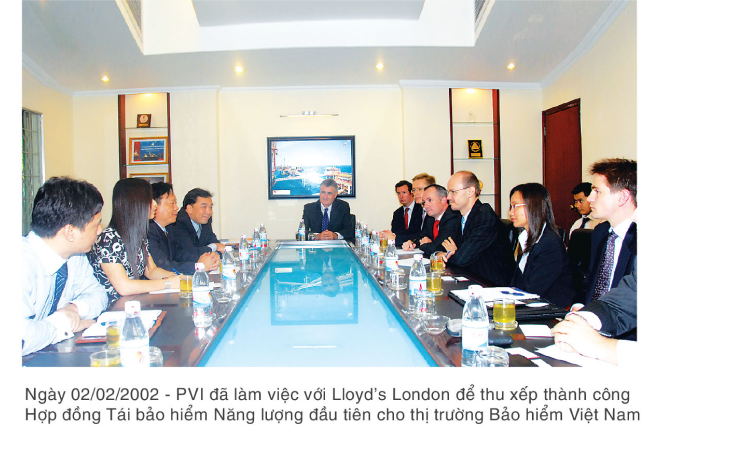 Ngày 02/02/2002 - PVI đã làm việc với Lloyd's London để thu xếp thành công
Hợp đồng Tái bảo hiểm Năng lượng đầu tiên cho thị trường Bảo hiểm Việt Nam